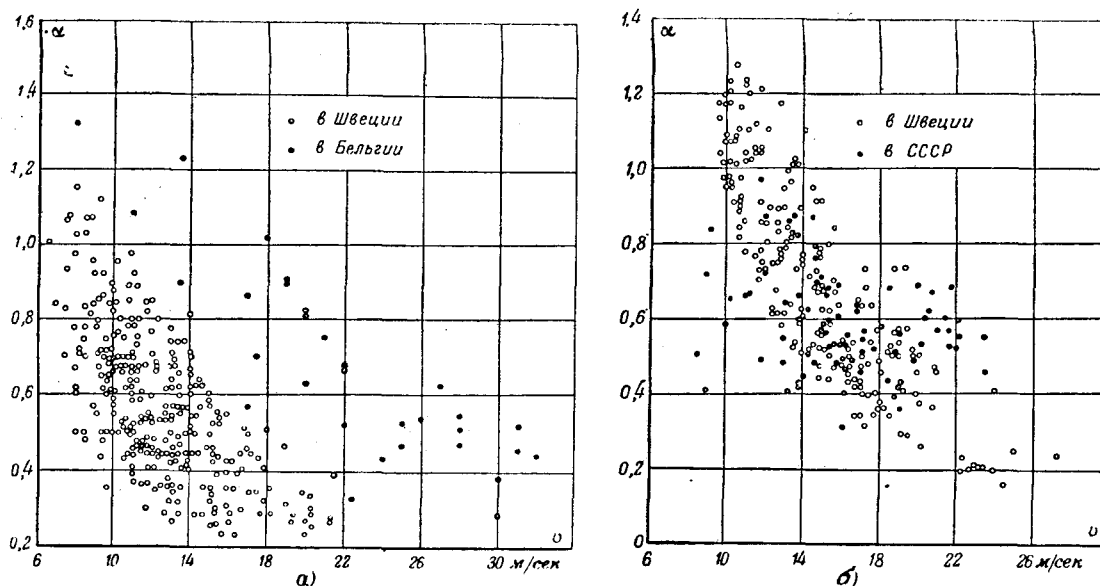 1,6
α
1,4
1,2
1,0
0,8
0,6
0,4
0,2
о в Швеции
• в Бельгии
6
10
14
18
22
30 м/сек
υ
а)
1,4
α
1,2
1,0
0,8
0,6
0,4
0,2
0
о в Швеции
• в СССР
6
10
14
18
22
26 м/сек
υ
б)